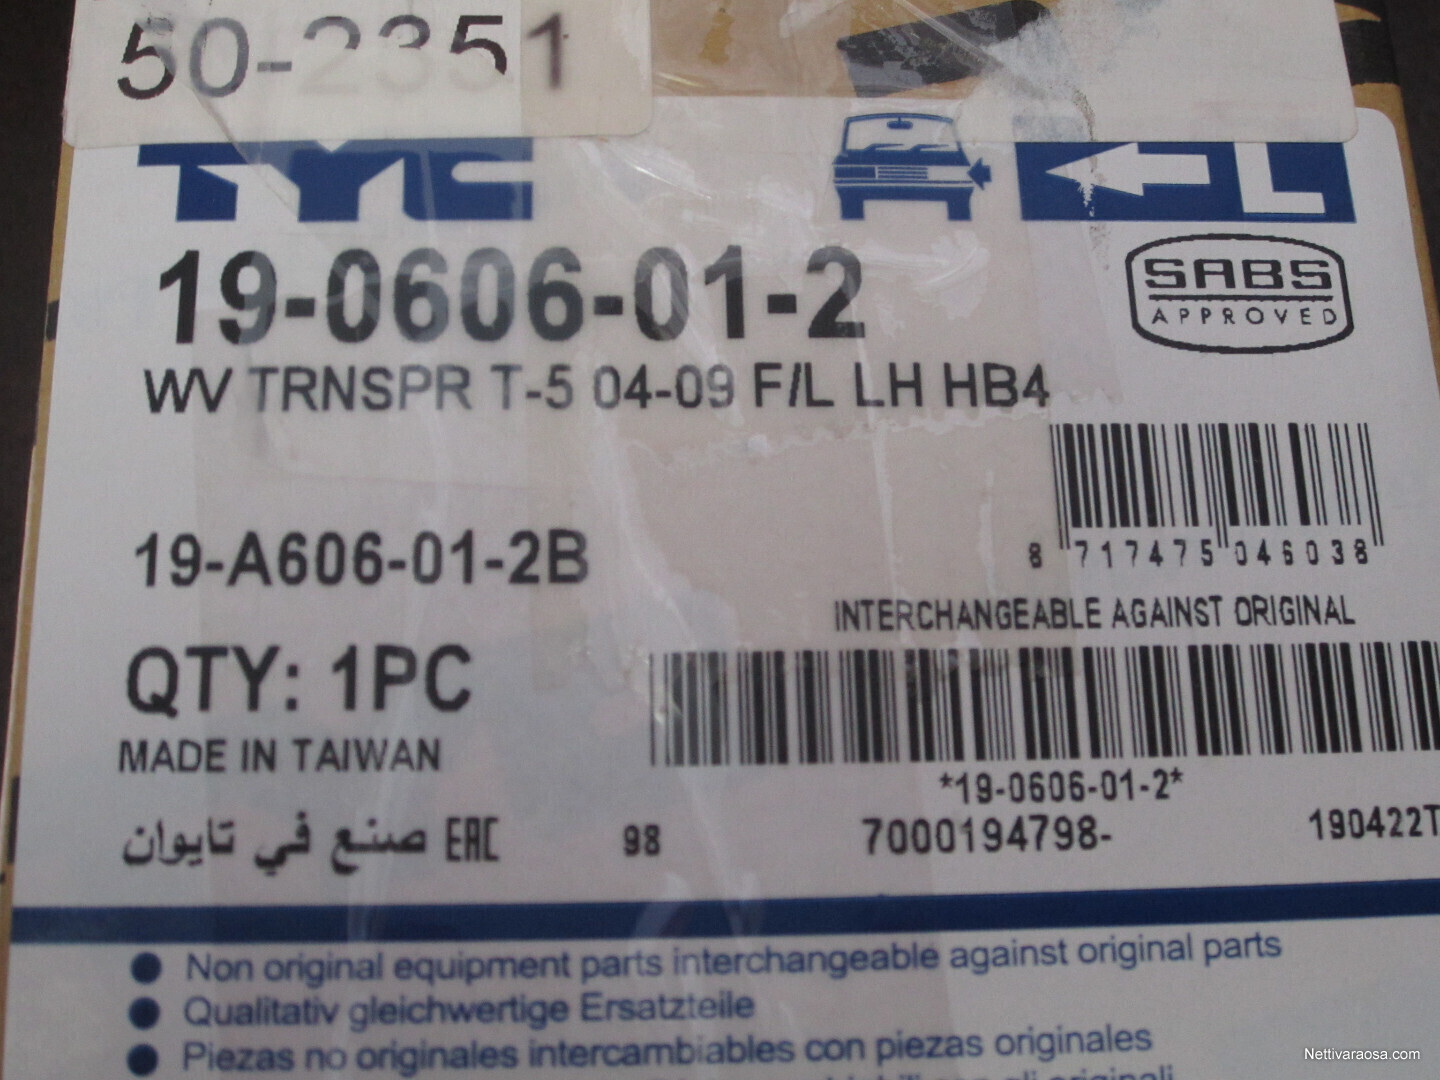 50-2351
TYC
L
19-0606-01-2
SABS
APPROVED
WV TRNSPR T-5 04-09 F/L LH HB4
19-A606-01-2B
8 717475 046038
INTERCHANGEABLE AGAINST ORIGINAL
QTY: 1PC
MADE IN TAIWAN
*19-0606-01-2*
صنع في تايوان EAC
98
7000194798-
190422T
Non original equipment parts interchangeable against original parts
Qualitativ gleichwertige Ersatzteile
Piezas no originales intercambiables con piezas originales
Nettivaraosa.com